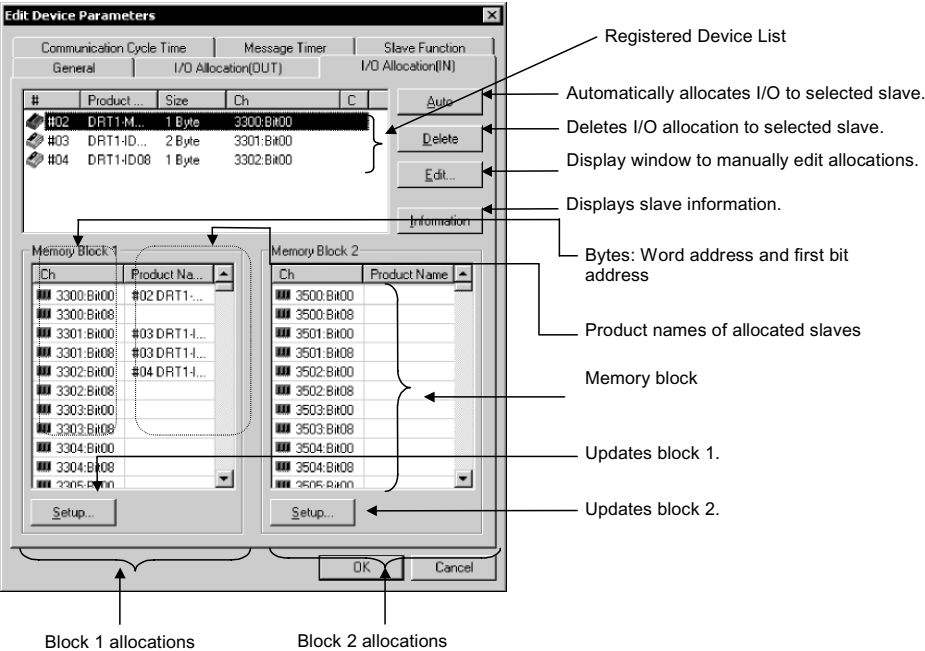 Edit Device Parameters
Communication Cycle Time Message Timer Slave Function
General I/O Allocation(OUT) I/O Allocation(IN)
# Product ... Size Ch C
#02 DRT1-M... 1 Byte 3300:Bit00
#03 DRT1-ID... 2 Byte 3301:Bit00
#04 DRT1-ID08 1 Byte 3302:Bit00
Auto
Delete
Edit...
Information
Registered Device List
Automatically allocates I/O to selected slave.
Deletes I/O allocation to selected slave.
Display window to manually edit allocations.
Displays slave information.
Bytes: Word address and first bit
address
Product names of allocated slaves
Memory block
Updates block 1.
Updates block 2.
Memory Block 1
Ch Product Na...
3300:Bit00 #02 DRT1-...
3300:Bit08
3301:Bit00 #03 DRT1-I...
3301:Bit08 #03 DRT1-I...
3302:Bit00 #04 DRT1-I...
3302:Bit08
3303:Bit00
3303:Bit08
3304:Bit00
3304:Bit08
3305:Bit00
Setup...
Memory Block 2
Ch Product Name
3500:Bit00
3500:Bit08
3501:Bit00
3501:Bit08
3502:Bit00
3502:Bit08
3503:Bit00
3503:Bit08
3504:Bit00
3504:Bit08
3505:Bit00
Setup...
OK Cancel
Block 1 allocations Block 2 allocations